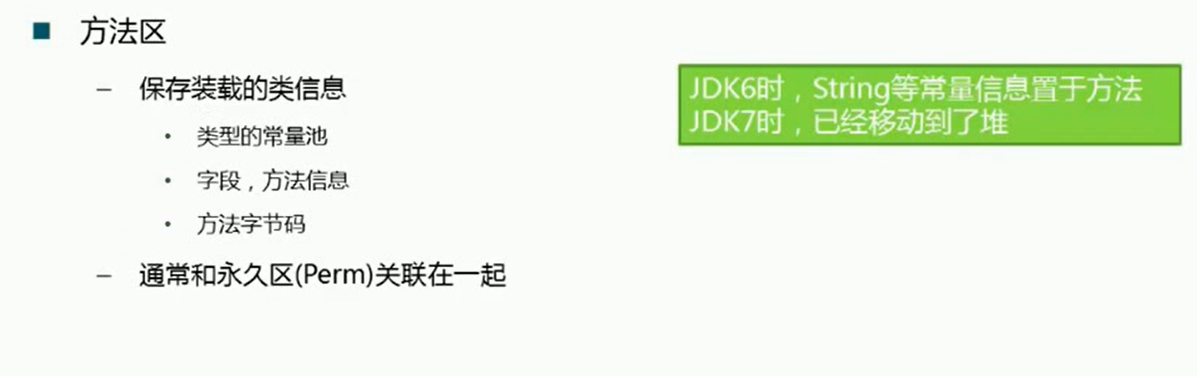 方法区
– 保存装载的类信息
• 类型的常量池
• 字段，方法信息
• 方法字节码
– 通常和永久区(Perm)关联在一起
JDK6时，String等常量信息置于方法
JDK7时，已经移动到了堆